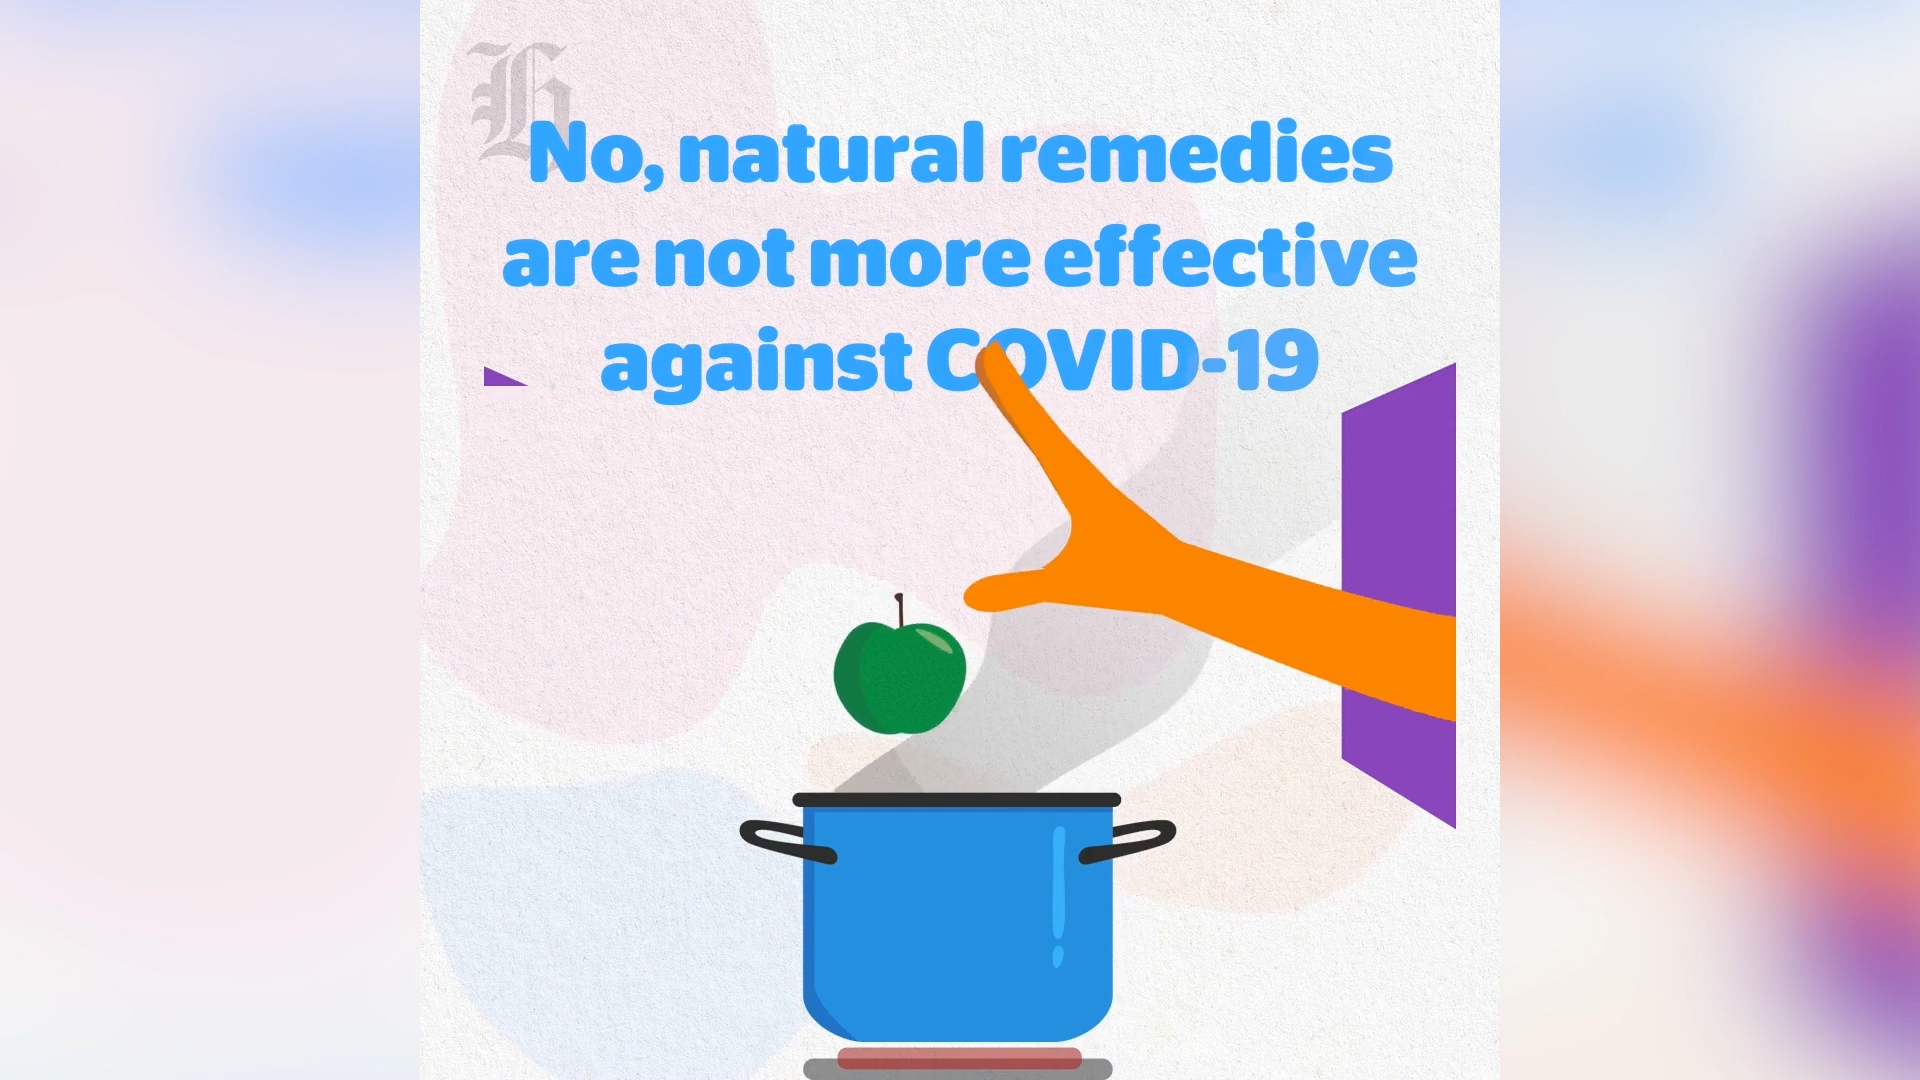 No, natural remedies
are not more effective
against COVID-19